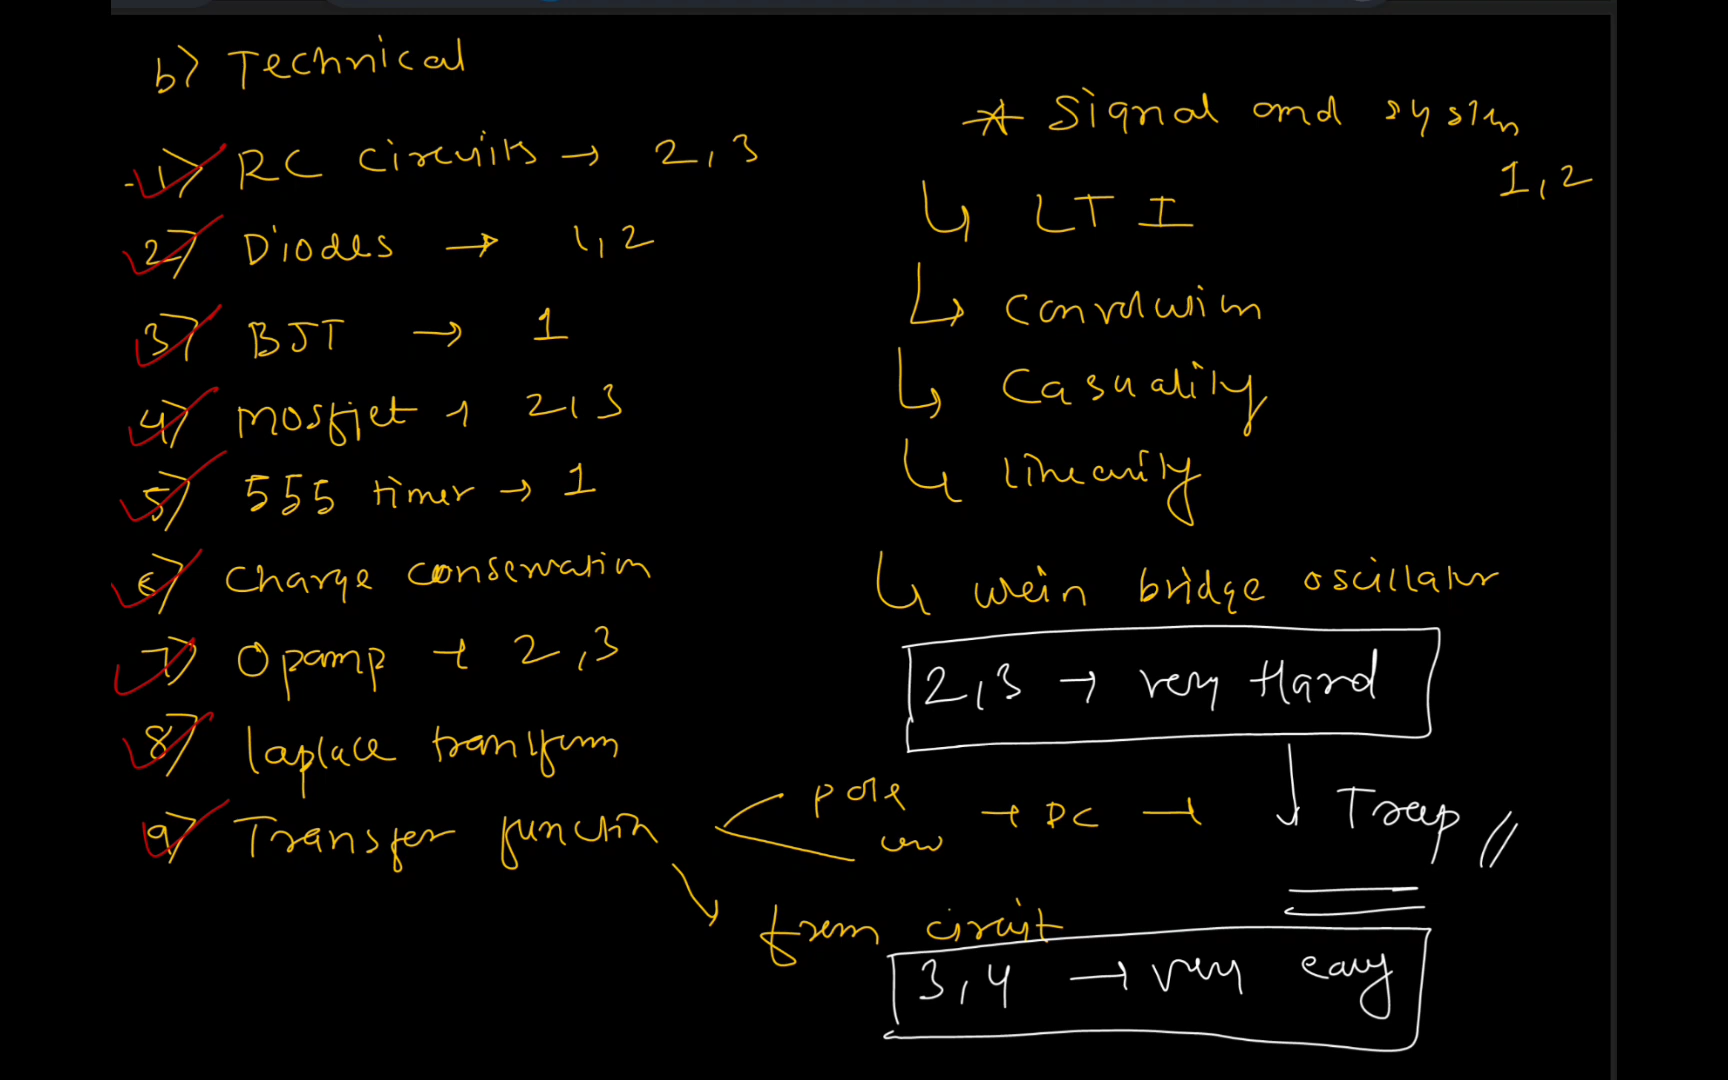 b) Technical
1) RC Circuits → 2,3
2) Diodes → 1,2
3) BJT → 1
4) mosfet → 2,3
5) 555 timer → 1
6) Charge conservation
7) Opamp → 2,3
8) laplace transform
9) Transfer function
pole
→ DC →
from circuit
* Signal and system
1,2
↳ LTI
↳ Convolution
↳ Casuality
↳ linearity
↳ wein bridge oscillator
2,3 → very Hard
↓ Trap //
3,4 → very easy